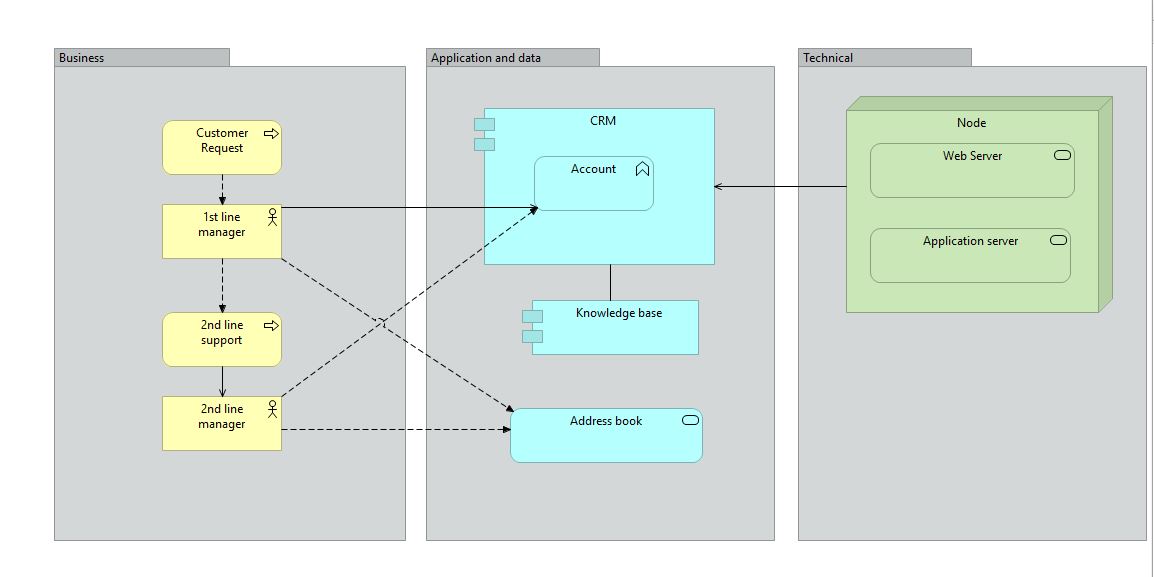 Business
Customer
Request
1st line
manager
2nd line
support
2nd line
manager
Application and data
CRM
Account
Knowledge base
Address book
Technical
Node
Web Server
Application server